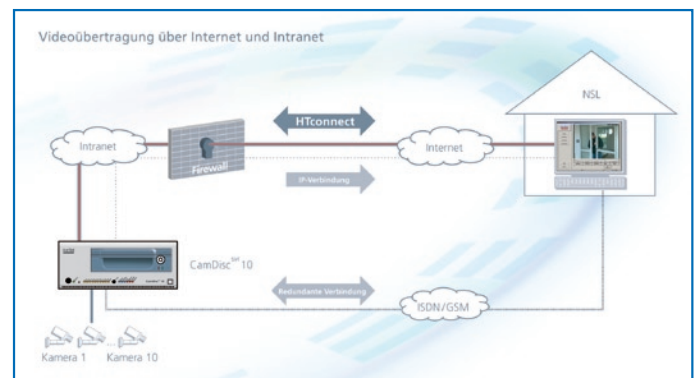 Videoübertragung über Internet und Intranet
NSL
HTconnect
Intranet
Internet
Firewall
IP-Verbindung
CamDisc 10
Redundante Verbindung
ISDN/GSM
Kamera 1 ... Kamera 10